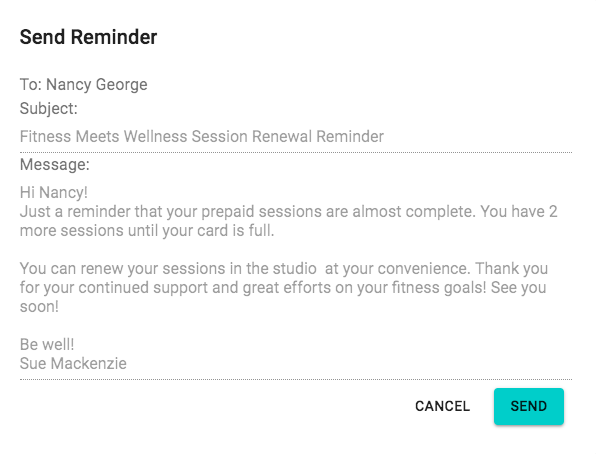 Send Reminder
To: Nancy George
Subject:
Fitness Meets Wellness Session Renewal Reminder
Message:
Hi Nancy!
Just a reminder that your prepaid sessions are almost complete. You have 2
more sessions until your card is full.
You can renew your sessions in the studio  at your convenience. Thank you
for your continued support and great efforts on your fitness goals! See you
soon!
Be well!
Sue Mackenzie
CANCEL SEND